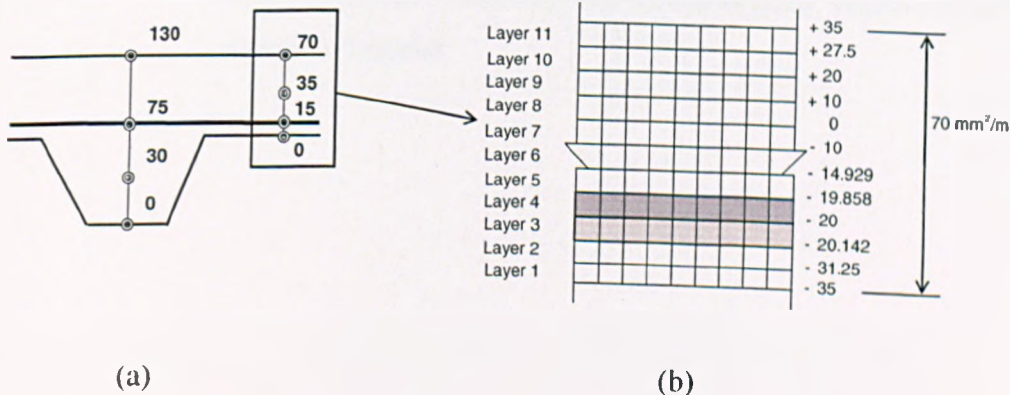 130
75
30
0
70
35
15
0
Layer 11
Layer 10
Layer 9
Layer 8
Layer 7
Layer 6
Layer 5
Layer 4
Layer 3
Layer 2
Layer 1
+ 35
+ 27.5
+ 20
+ 10
0
- 10
- 14.929
- 19.858
- 20
- 20.142
- 31.25
- 35
70 mm²/m
(a)
(b)